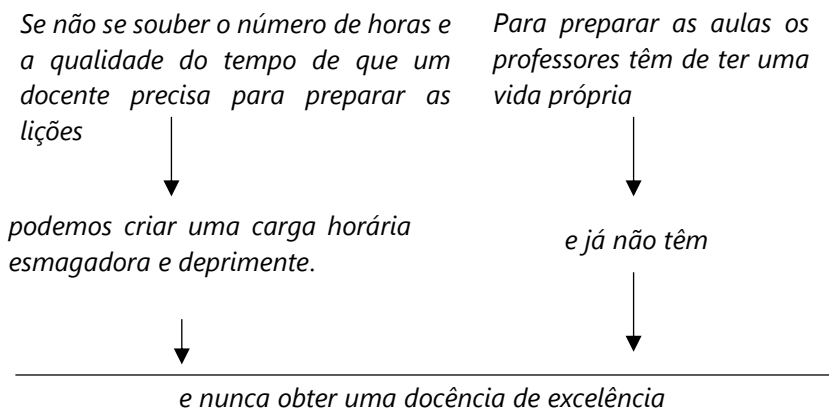 Se não se souber o número de horas e
a qualidade do tempo de que um
docente precisa para preparar as
lições
podemos criar uma carga horária
esmagadora e deprimente.
Para preparar as aulas os
professores têm de ter uma
vida própria
e já não têm
e nunca obter uma docência de excelência